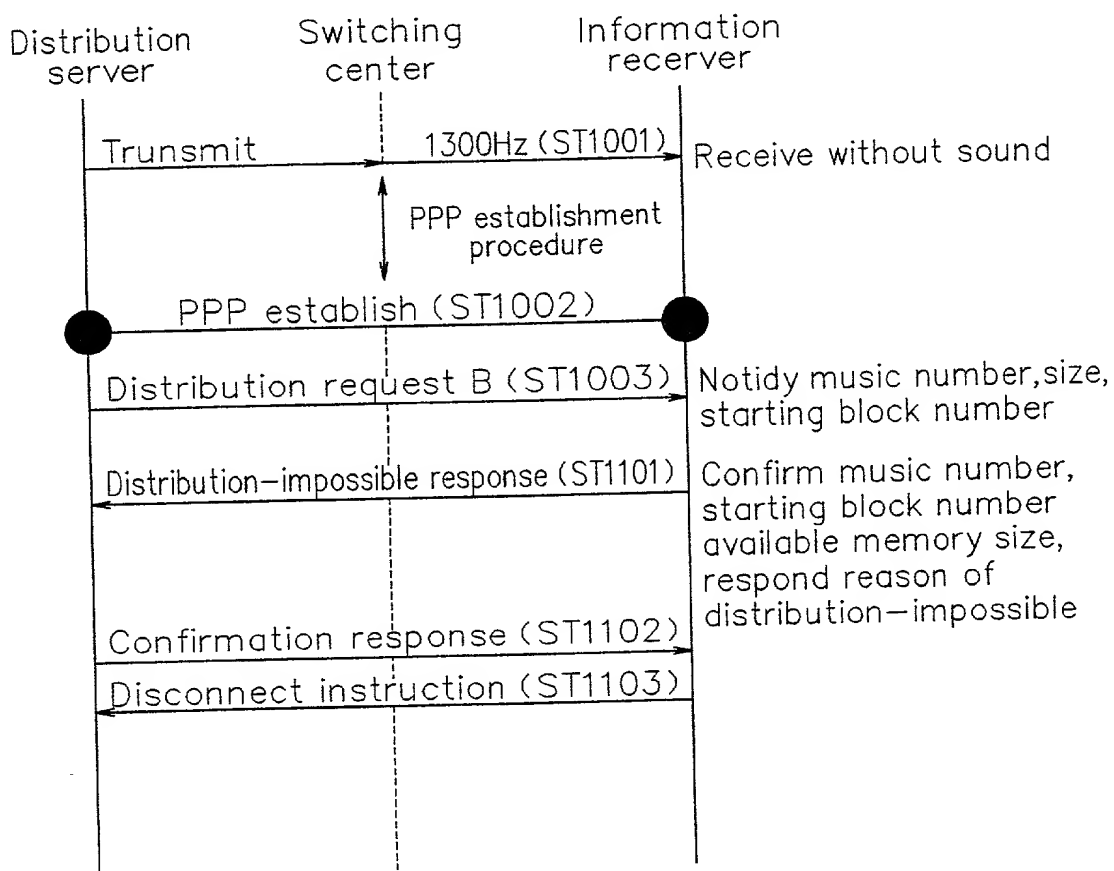 Distribution
server
Switching
center
Information
recerver
Trunsmit
1300Hz (ST1001)
Receive without sound
PPP establishment
procedure
PPP establish (ST1002)
Distribution request B (ST1003)
Notidy music number, size,
starting block number
Distribution-impossible response (ST1101)
Confirm music number,
starting block number
available memory size,
respond reason of
distribution-impossible
Confirmation response (ST1102)
Disconnect instruction (ST1103)